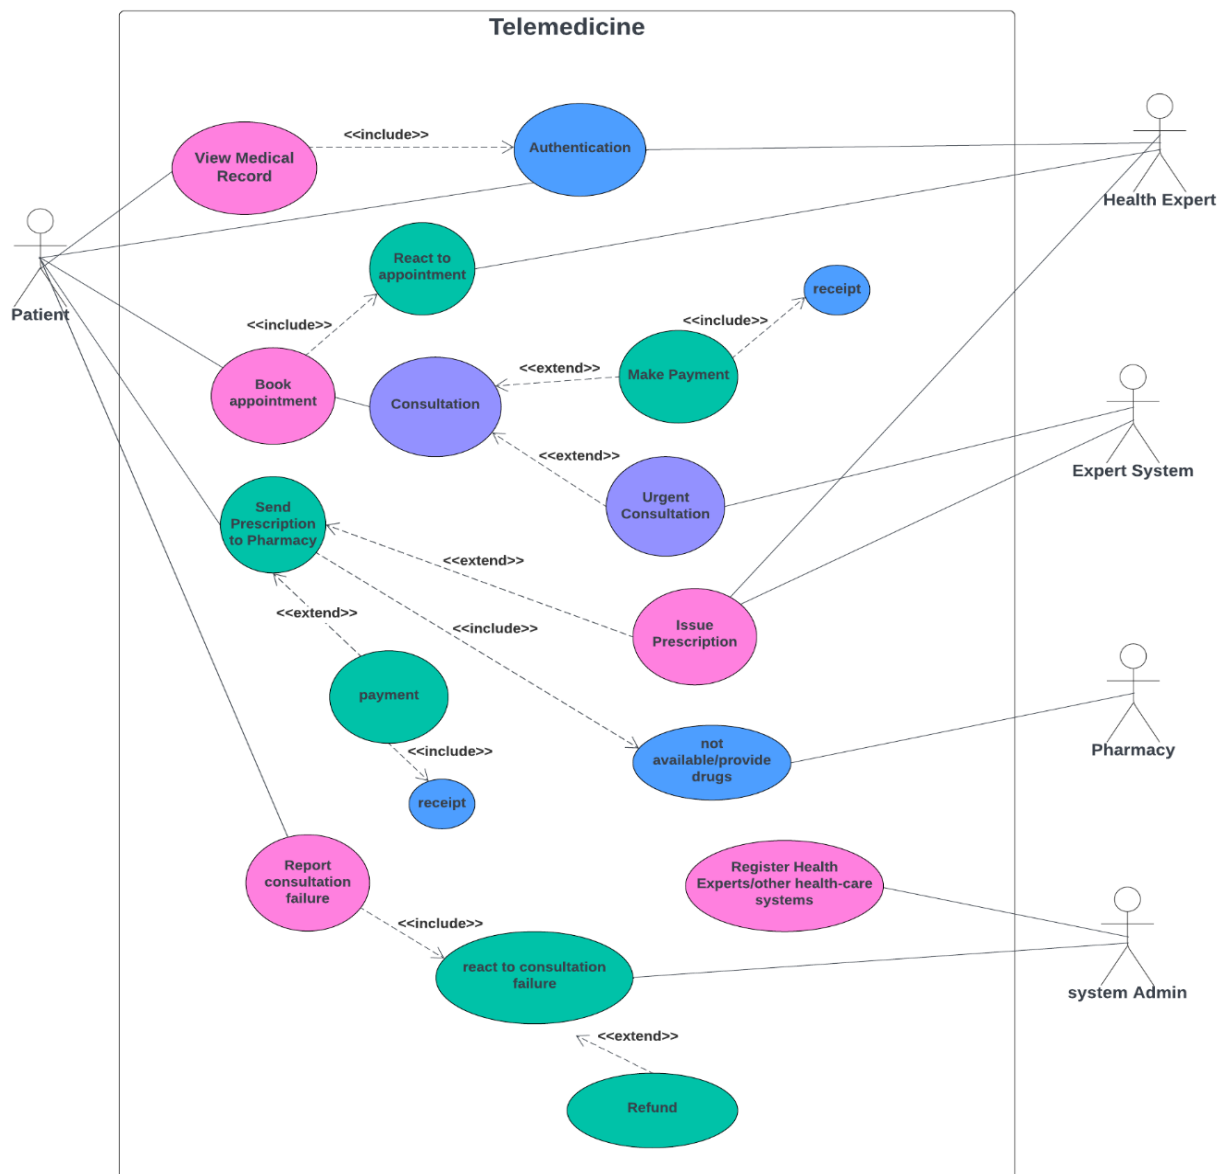 Telemedicine
<<include>>
Authentication
View Medical
Record
Health Expert
Patient
React to
appointment
receipt
<<include>>
<<include>>
<<extend>>
Make Payment
Book
appointment
Consultation
Expert System
<<extend>>
Urgent
Consultation
Send
Prescription
to Pharmacy
<<extend>>
<<extend>>
<<include>>
Issue
Prescription
payment
<<include>>
not
available/provide
drugs
Pharmacy
receipt
Report
consultation
failure
Register Health
Experts/other health-care
systems
<<include>>
react to consultation
failure
system Admin
<<extend>>
Refund